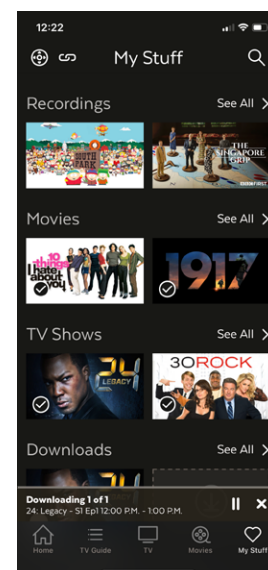 12:22
My Stuff
Recordings
See All
SOUTH
PARK
THE
SINGAPORE
GRIP
Movies
See All
10
things
I hate
about
you
1917
TV Shows
See All
24
LEGACY
30 ROCK
Downloads
See All
Downloading 1 of 1
24: Legacy - S1 Ep1 12:00 P.M. - 1:00 P.M.
Home
TV Guide
TV
Movies
My Stuff